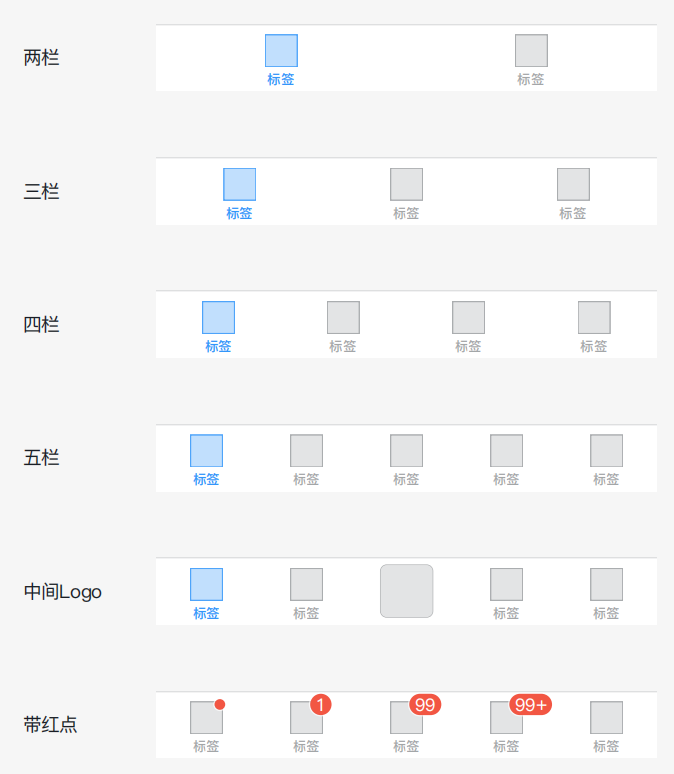 两栏
标签 标签
三栏
标签 标签 标签
四栏
标签 标签 标签 标签
五栏
标签 标签 标签 标签 标签
中间Logo
标签 标签 标签 标签
带红点
1 99 99+
标签 标签 标签 标签 标签